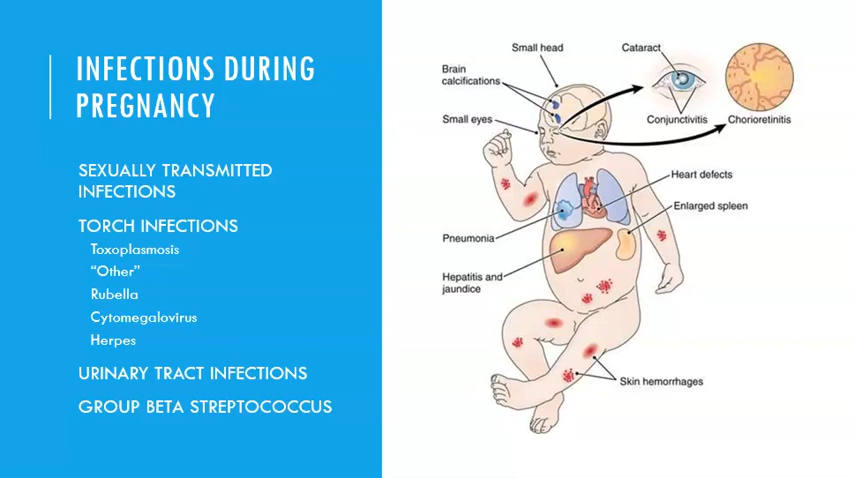 INFECTIONS DURING
PREGNANCY
SEXUALLY TRANSMITTED
INFECTIONS
TORCH INFECTIONS
Toxoplasmosis
“Other”
Rubella
Cytomegalovirus
Herpes
URINARY TRACT INFECTIONS
GROUP BETA STREPTOCOCCUS
Small head
Cataract
Brain
calcifications
Small eyes
Conjunctivitis
Chorioretinitis
Heart defects
Enlarged spleen
Pneumonia
Hepatitis and
jaundice
Skin hemorrhages